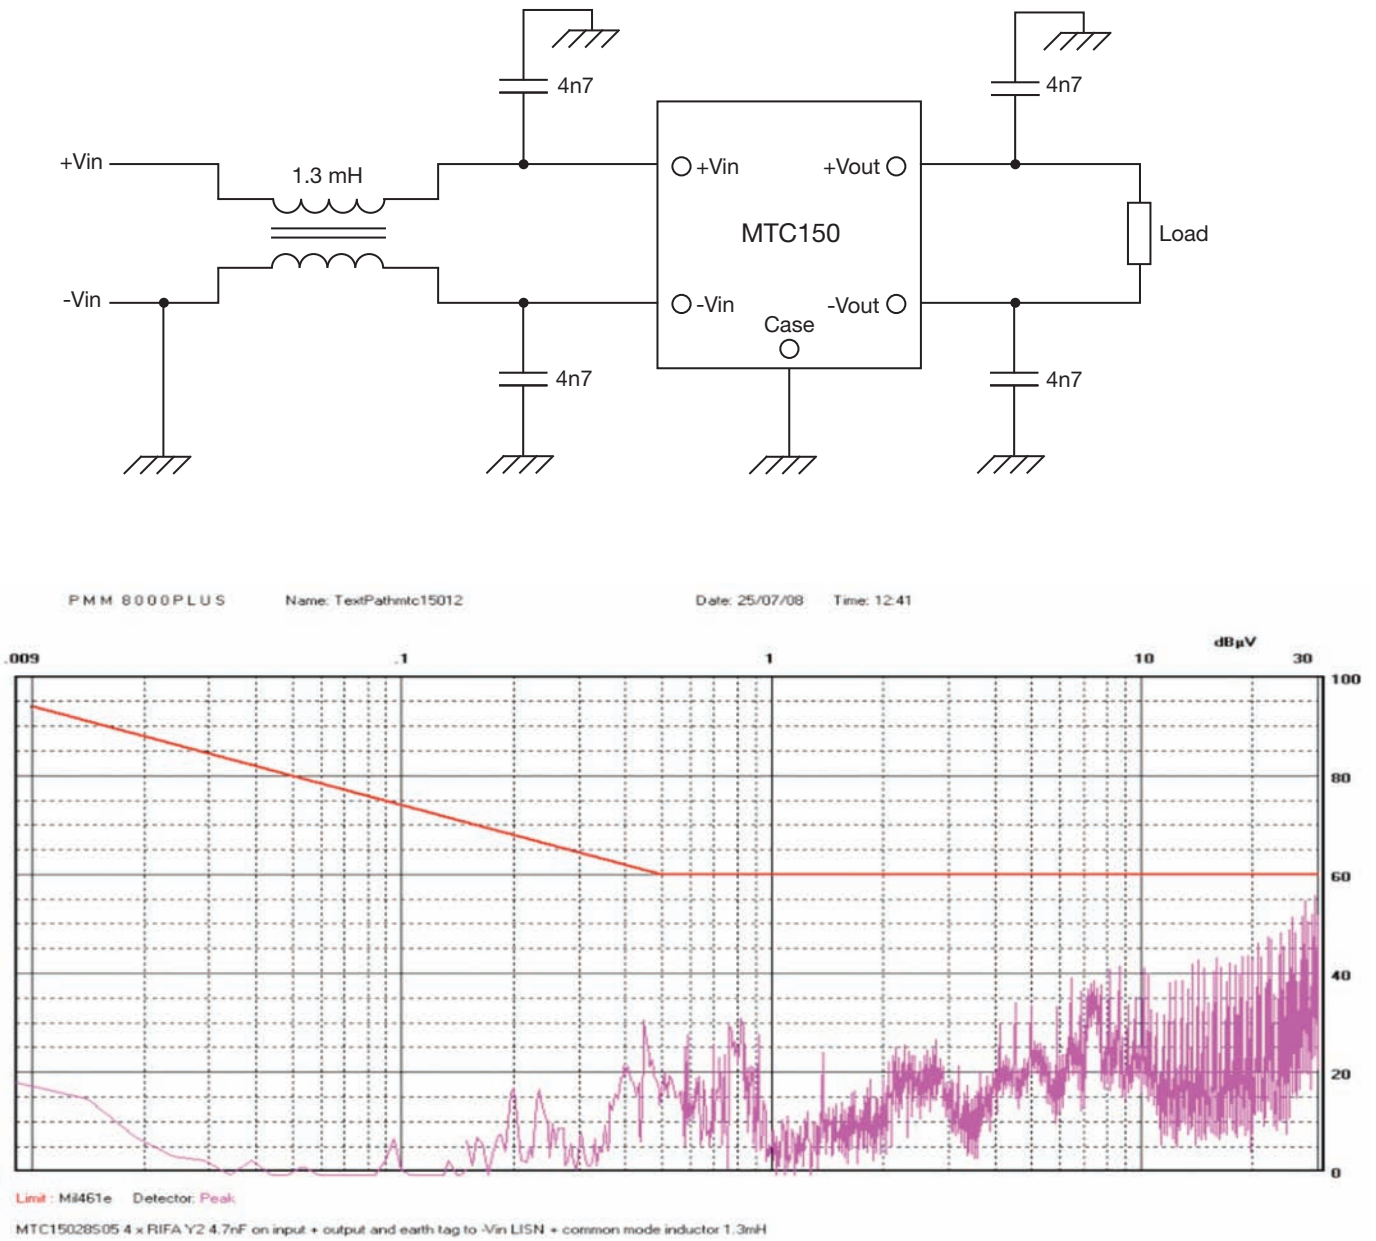 4n7
4n7
+Vin
1.3 mH
+Vin
+Vout
MTC150
Load
-Vin
-Vin
-Vout
Case
4n7
4n7
PMM 8000PLUS Name: TextPathmtc15012 Date: 25/07/08 Time: 12:41
dBµV
.009 .1 1 10 30
100
80
60
40
20
0
Limit : Mil461e Detector: Peak
MTC15028S05 4 x RIFA Y2 4.7nF on input + output and earth tag to -Vin LISN + common mode inductor 1.3mH